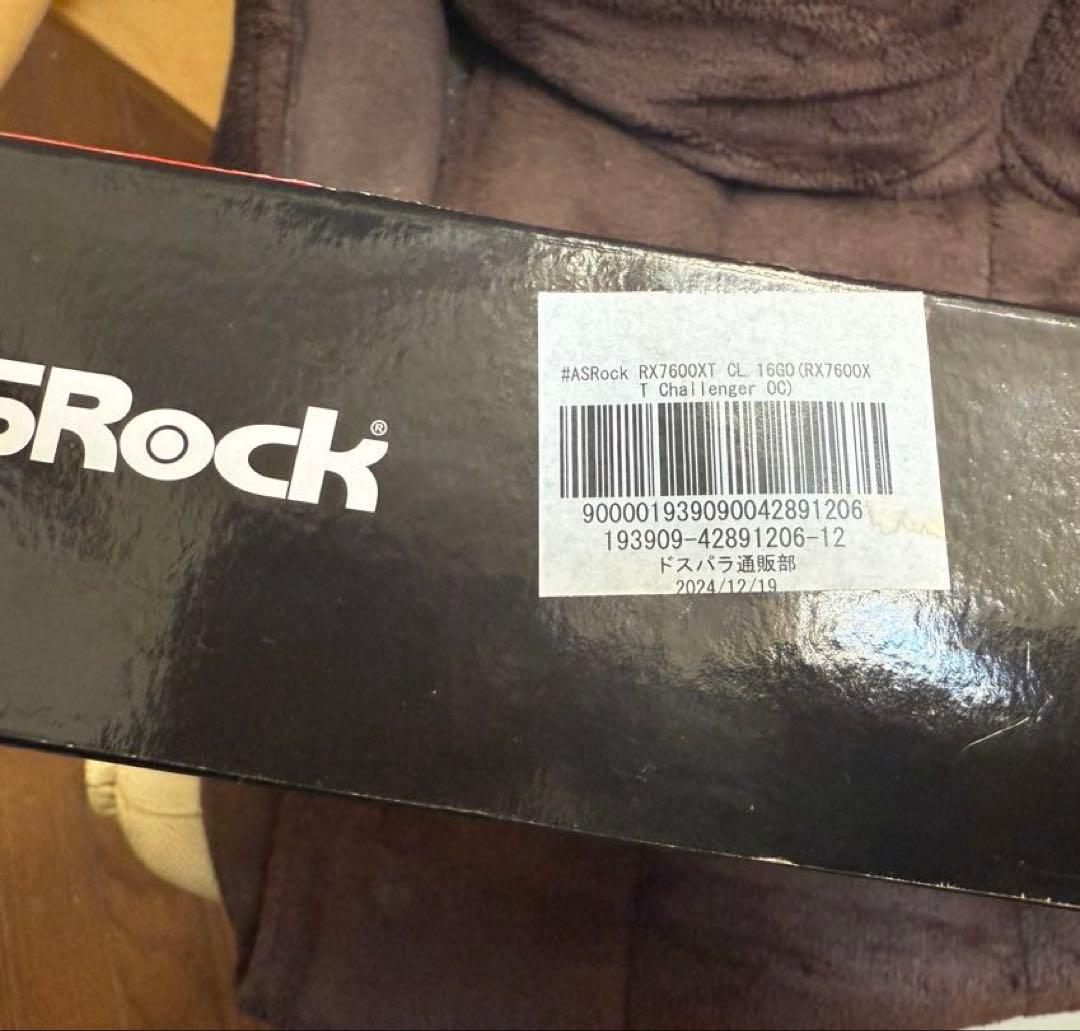 SRock®
#ASRock RX7600XT CL 16GO(RX7600X
T Challenger OC)
900001939090042891206
193909-42891206-12
ドスパラ通販部
2024/12/19